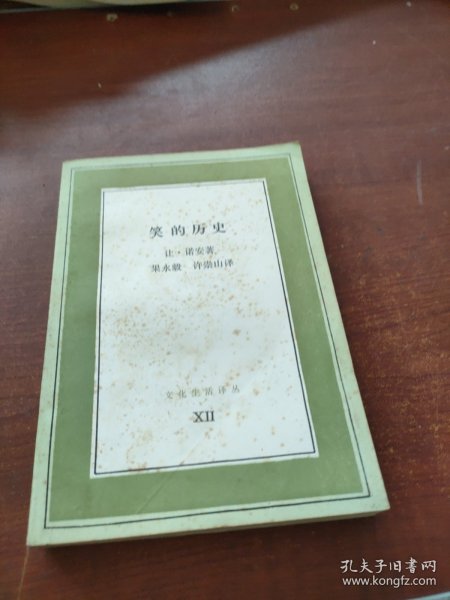 笑的历史
让·诺安著
果永毅 许崇山译
文化生活译丛
XII
孔夫子旧书网
www.kongfz.com